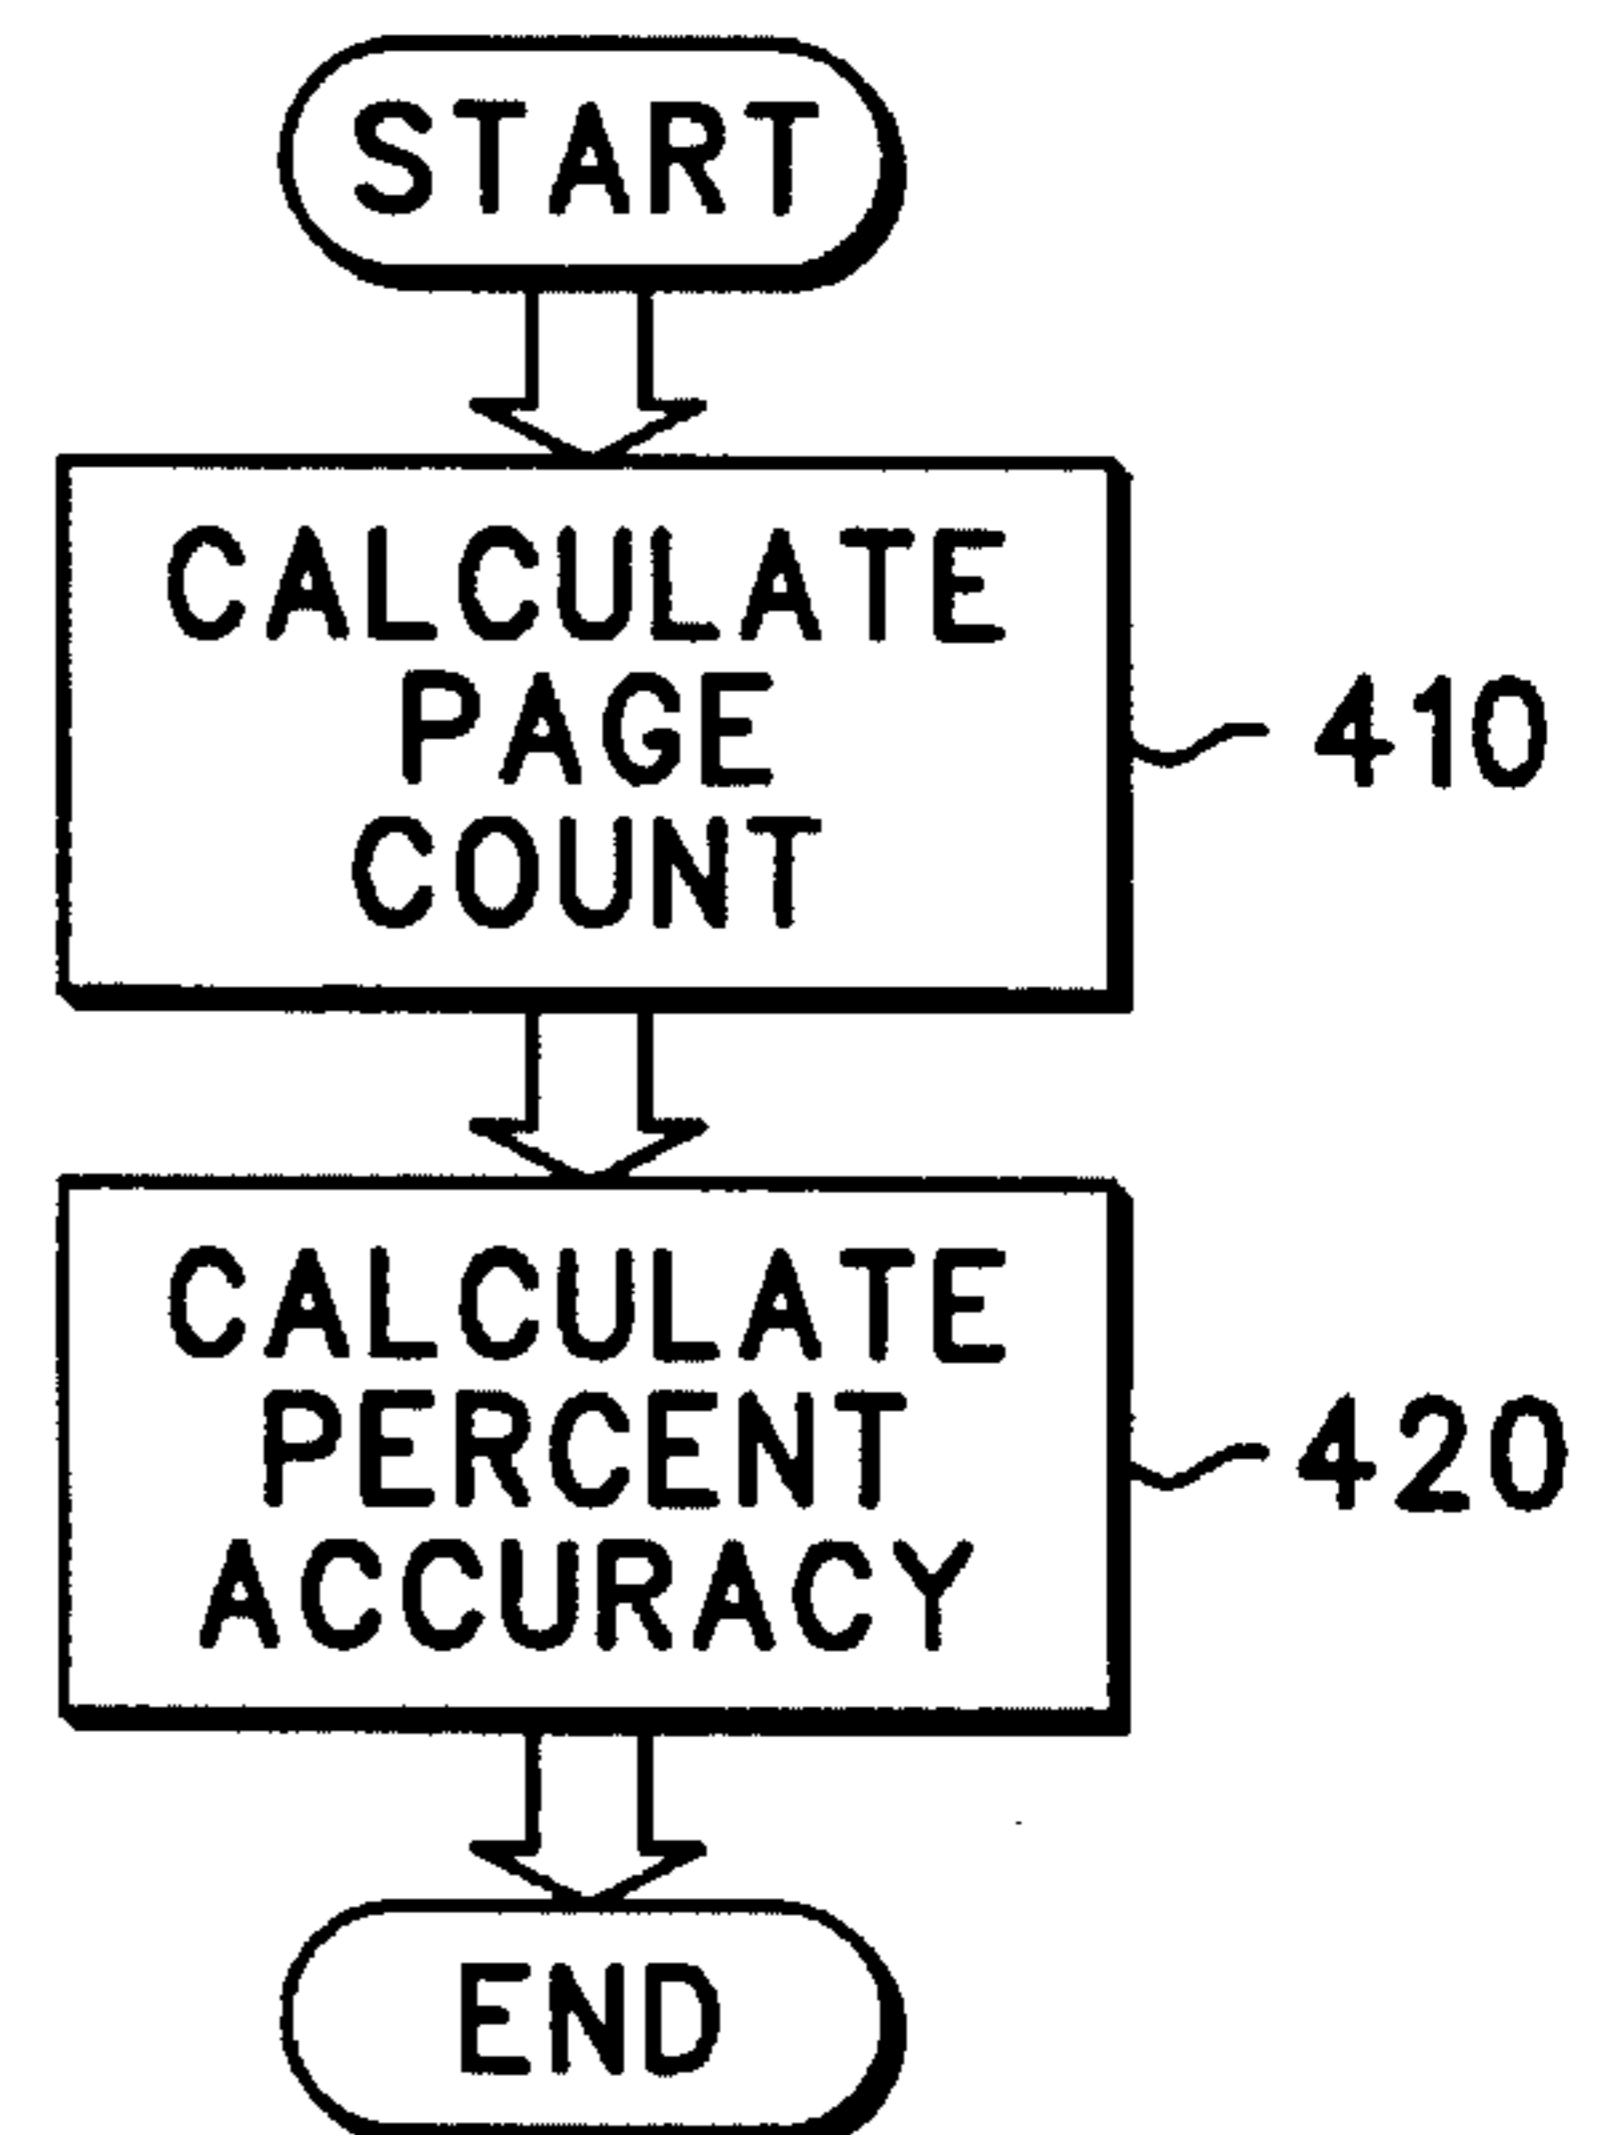 START
CALCULATE
PAGE
COUNT
410
CALCULATE
PERCENT
ACCURACY
420
END